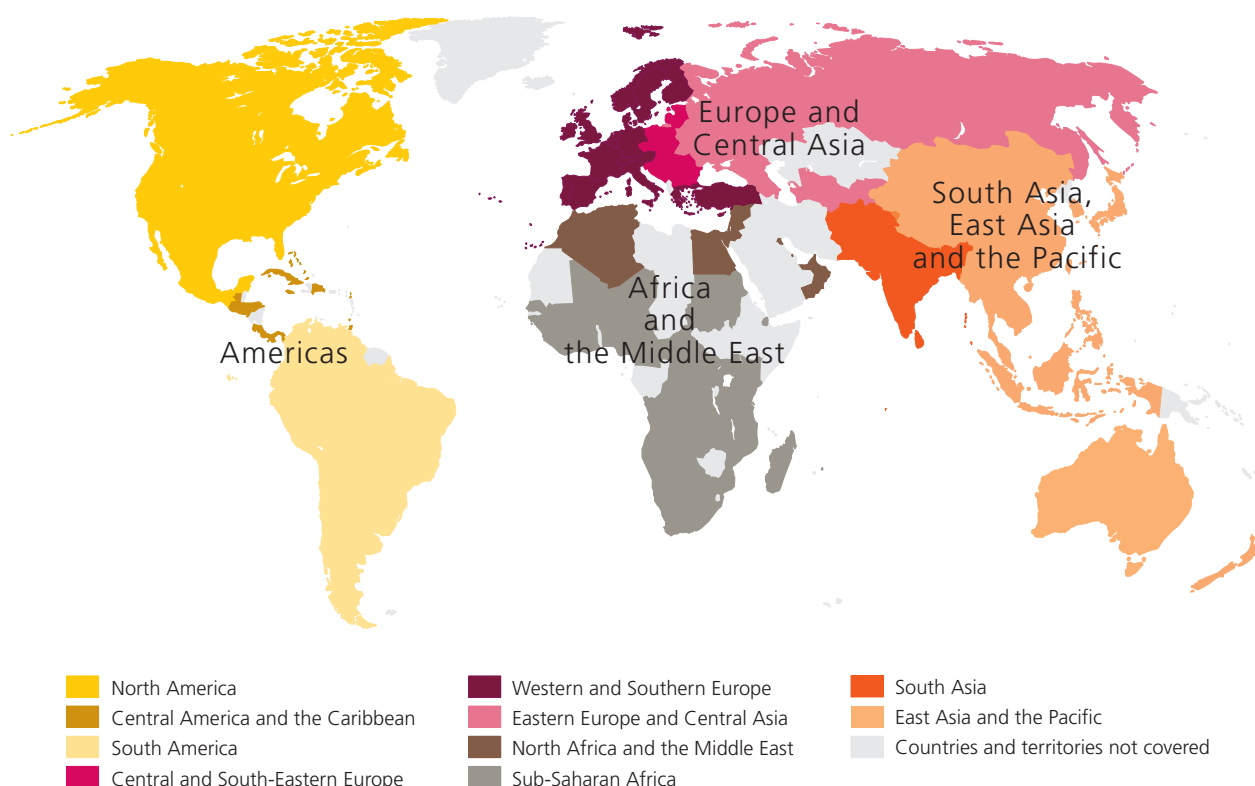 Europe and
Central Asia
South Asia,
East Asia
and the Pacific
Africa
and
the Middle East
Americas
North America
Central America and the Caribbean
South America
Central and South-Eastern Europe
Western and Southern Europe
Eastern Europe and Central Asia
North Africa and the Middle East
Sub-Saharan Africa
South Asia
East Asia and the Pacific
Countries and territories not covered